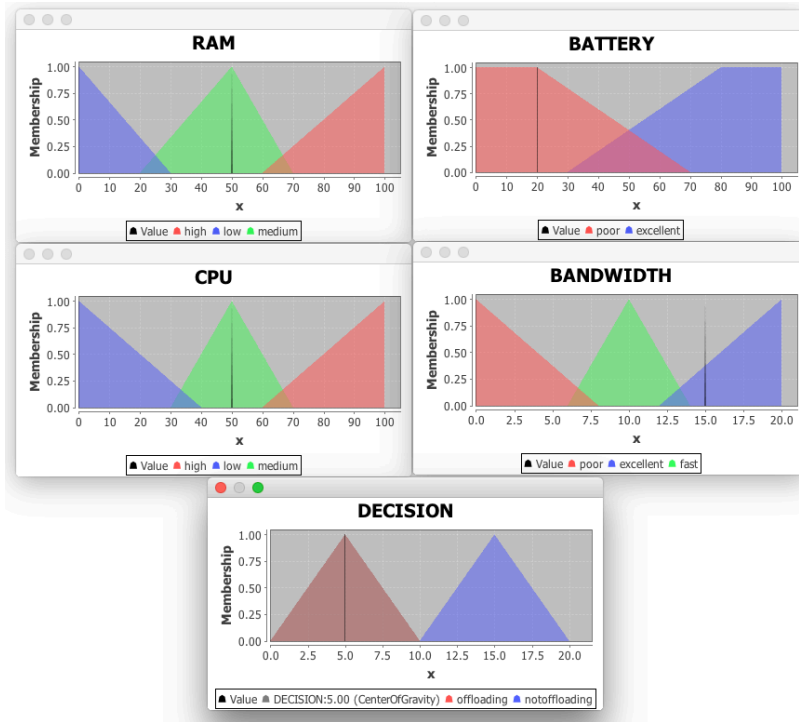 RAM
Membership
1.00
0.75
0.50
0.25
0.00
0 10 20 30 40 50 60 70 80 90 100
x
Value high low medium
BATTERY
Membership
1.00
0.75
0.50
0.25
0.00
0 10 20 30 40 50 60 70 80 90 100
x
Value poor excellent
CPU
Membership
1.00
0.75
0.50
0.25
0.00
0 10 20 30 40 50 60 70 80 90 100
x
Value high low medium
BANDWIDTH
Membership
1.00
0.75
0.50
0.25
0.00
0.0 2.5 5.0 7.5 10.0 12.5 15.0 17.5 20.0
x
Value poor excellent fast
DECISION
Membership
1.00
0.75
0.50
0.25
0.00
0.0 2.5 5.0 7.5 10.0 12.5 15.0 17.5 20.0
x
Value DECISION:5.00 (CenterOfGravity) offloading notoffloading